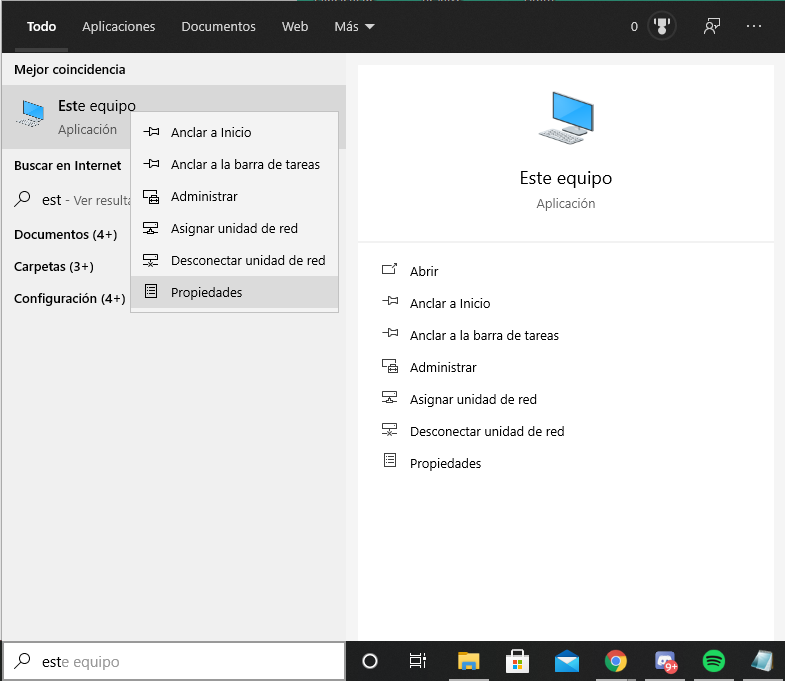 Todo Aplicaciones Documentos Web Más 0
Mejor coincidencia
Este equipo
Aplicación
Buscar en Internet
est - Ver resulta
Documentos (4+)
Carpetas (3+)
Configuración (4+)
Anclar a Inicio
Anclar a la barra de tareas
Administrar
Asignar unidad de red
Desconectar unidad de red
Propiedades
Este equipo
Aplicación
Abrir
Anclar a Inicio
Anclar a la barra de tareas
Administrar
Asignar unidad de red
Desconectar unidad de red
Propiedades
este equipo
9+